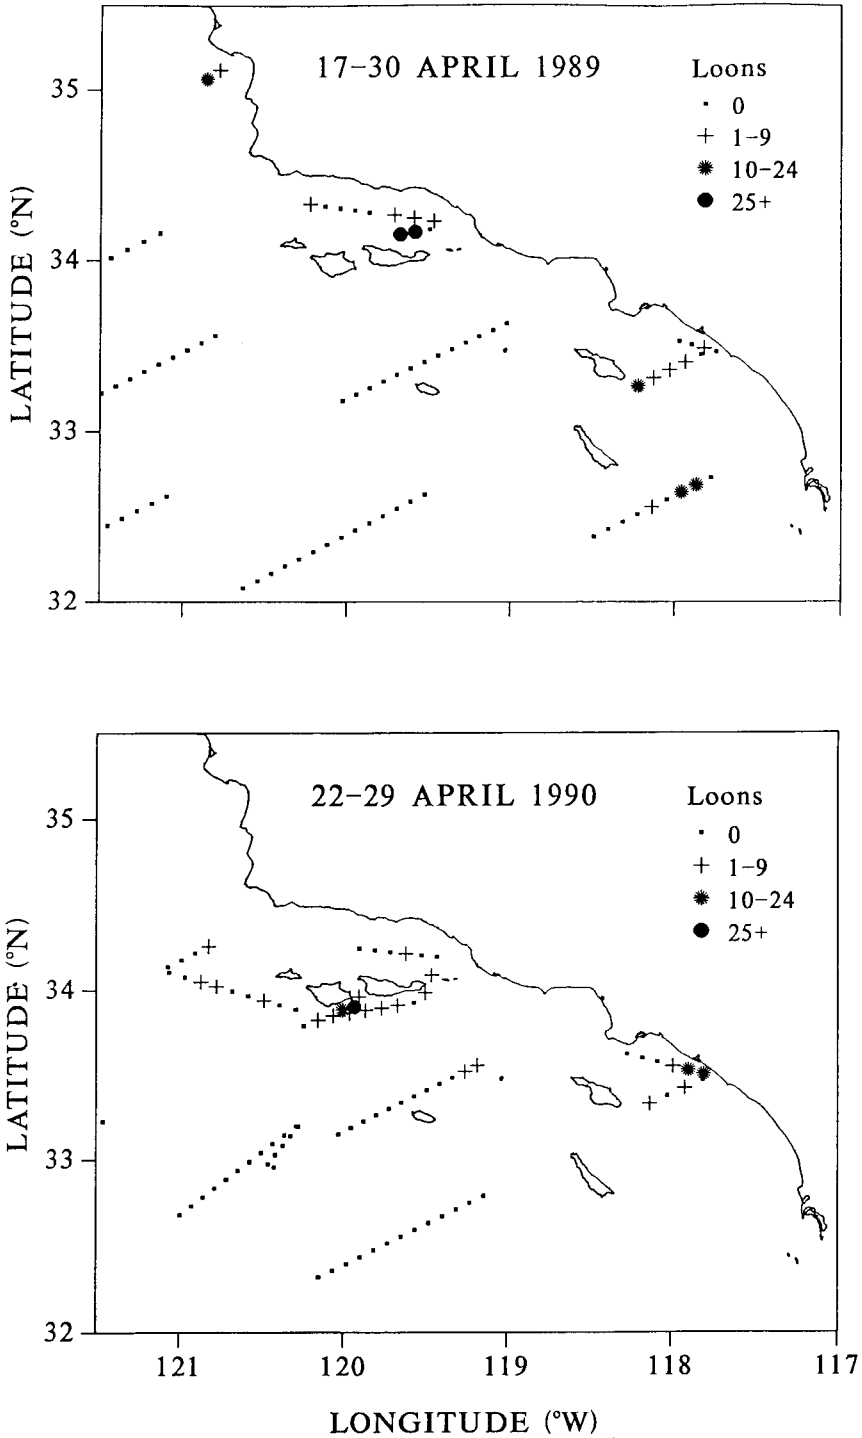 17-30 APRIL 1989
Loons
0
1-9
10-24
25+
35
34
33
32
LATITUDE (°N)
22-29 APRIL 1990
Loons
0
1-9
10-24
25+
35
34
33
32
LATITUDE (°N)
121 120 119 118 117
LONGITUDE (°W)